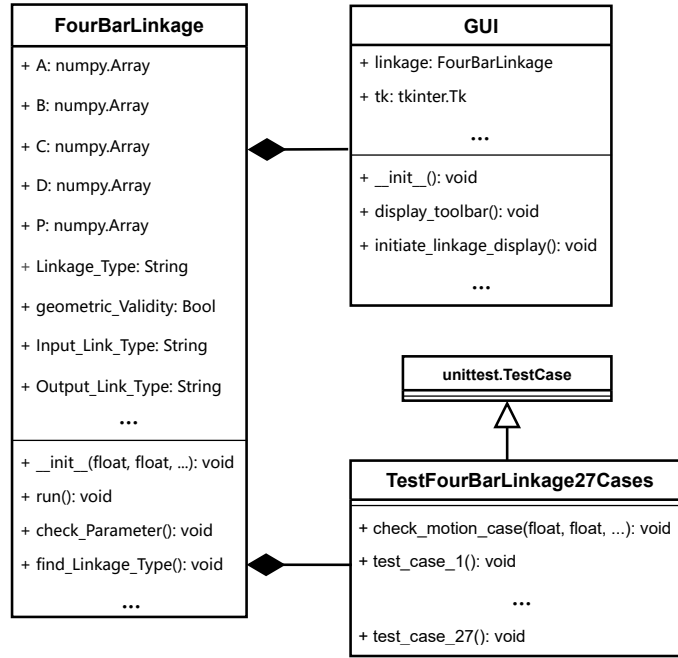 FourBarLinkage
+ A: numpy.Array
+ B: numpy.Array
+ C: numpy.Array
+ D: numpy.Array
+ P: numpy.Array
+ Linkage_Type: String
+ geometric_Validity: Bool
+ Input_Link_Type: String
+ Output_Link_Type: String
...
+ __init__(float, float, ...): void
+ run(): void
+ check_Parameter(): void
+ find_Linkage_Type(): void
...
GUI
+ linkage: FourBarLinkage
+ tk: tkinter.Tk
...
+ __init__(): void
+ display_toolbar(): void
+ initiate_linkage_display(): void
...
unittest.TestCase
TestFourBarLinkage27Cases
+ check_motion_case(float, float, ...): void
+ test_case_1(): void
...
+ test_case_27(): void